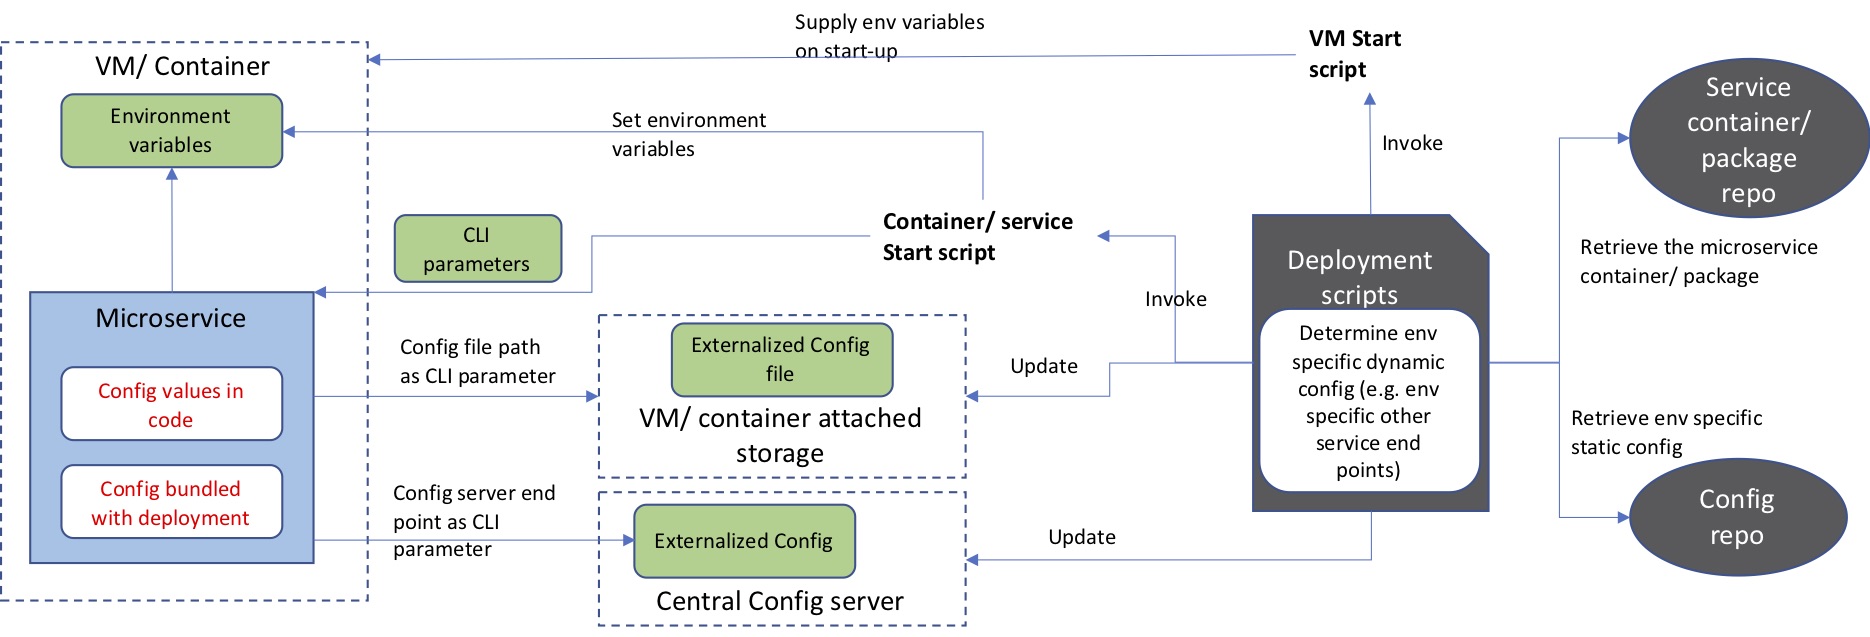 Supply env variables
on start-up
VM Start
script
VM/ Container
Environment
variables
Set environment
variables
Invoke
Service
container/
package
repo
CLI
parameters
Container/ service
Start script
Retrieve the microservice
container/ package
Deployment
scripts
Invoke
Microservice
Config file path
as CLI parameter
Externalized Config
file
Update
Determine env
specific dynamic
config (e.g. env
specific other
service end
points)
Config values in
code
VM/ container attached
storage
Retrieve env specific
static config
Config bundled
with deployment
Config server end
point as CLI
parameter
Externalized Config
Update
Config
repo
Central Config server